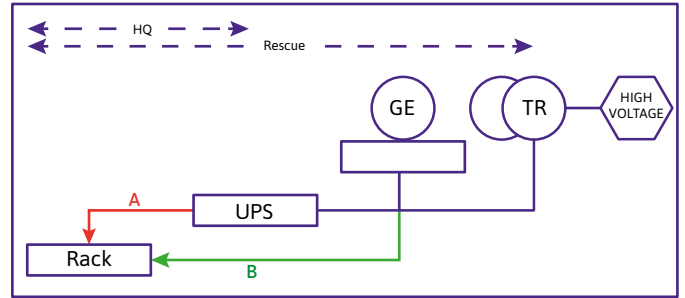 HQ
Rescue
GE
TR
HIGH
VOLTAGE
A
UPS
Rack
B